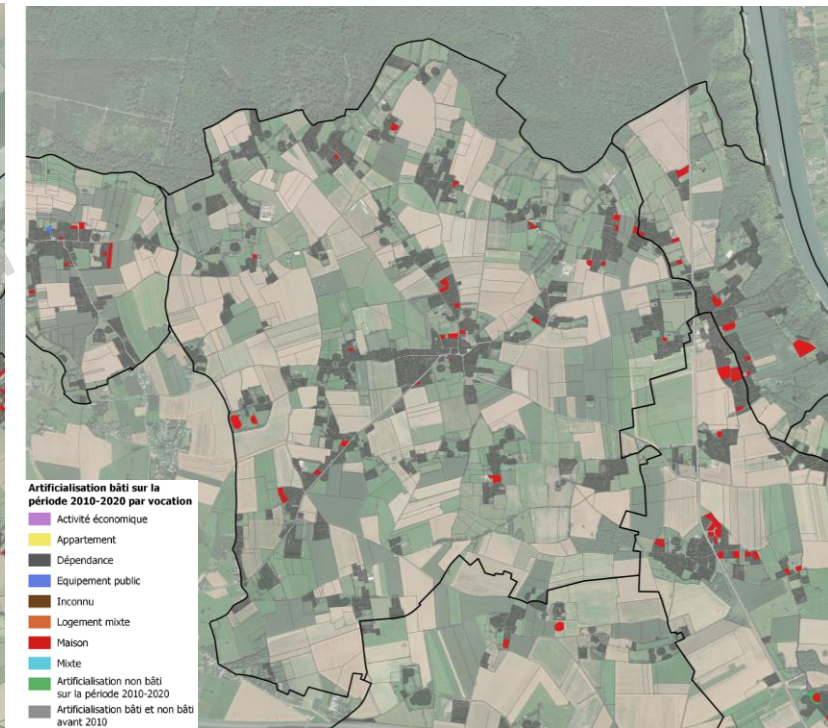 Artificialisation bâti sur la
période 2010-2020 par vocation
Activité économique
Appartement
Dépendance
Equipement public
Inconnu
Logement mixte
Maison
Mixte
Artificialisation non bâti
sur la période 2010-2020
Artificialisation bâti et non bâti
avant 2010